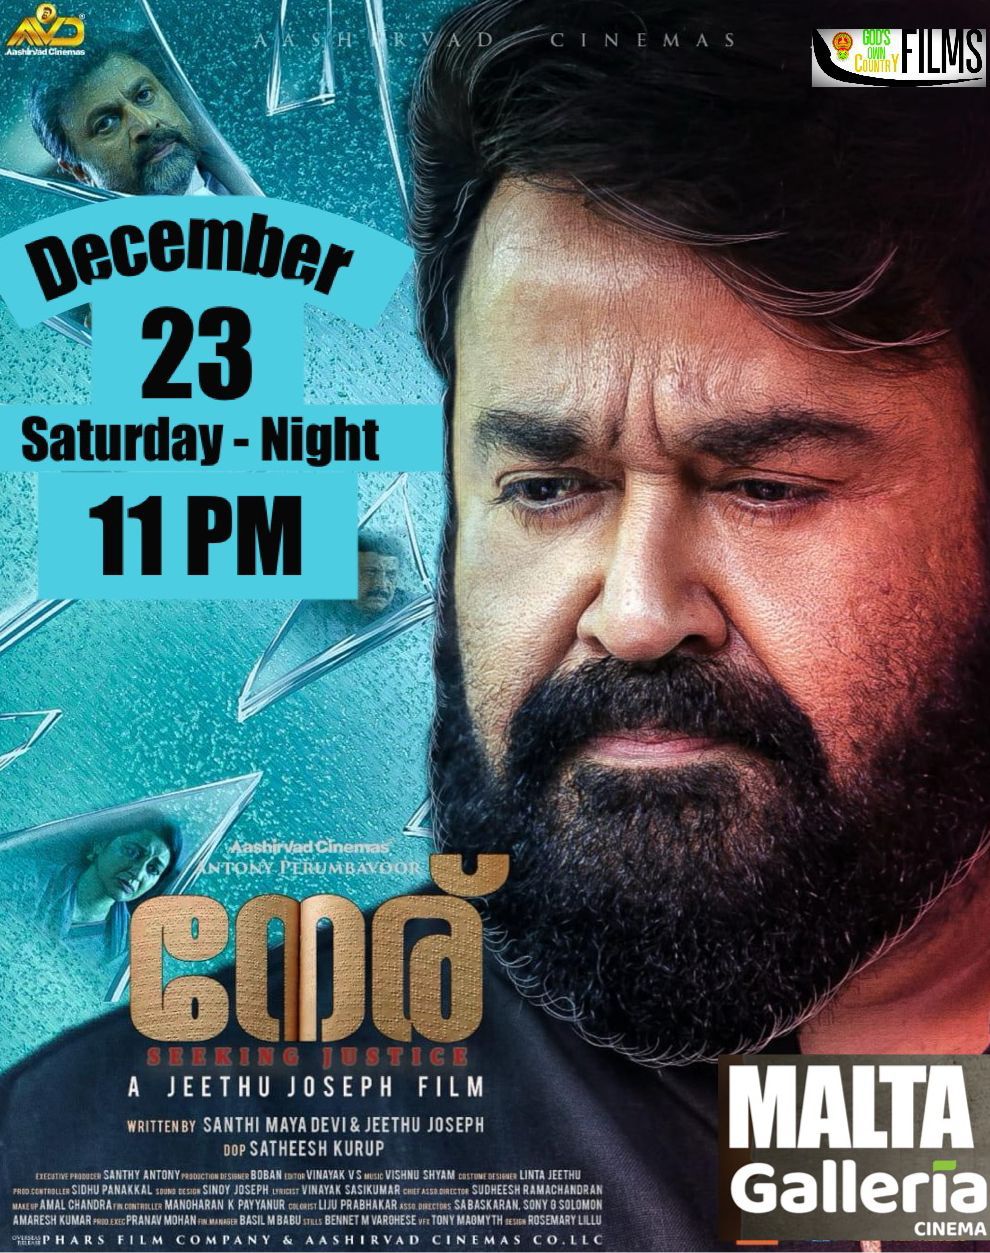 AVD
Aashirvad Cinemas
AASHIRVAD CINEMAS
GOD'S
OWN
COUNTRY
FILMS
December
23
Saturday - Night
11 PM
Aashirvad Cinemas
ANTONY PERUMBAVOOR
നേര്
SEEKING JUSTICE
A JEETHU JOSEPH FILM
WRITTEN BY SANTHI MAYA DEVI & JEETHU JOSEPH
DOP SATHEESH KURUP
EXECUTIVE PRODUCER SANTHY ANTONY PRODUCTION DESIGNER BOBAN EDITOR VINAYAK V S MUSIC VISHNU SHYAM COSTUME DESIGNER LINTA JEETHU
PROD.CONTROLLER SIDHU PANAKKAL SOUND DESIGN SINOY JOSEPH LYRICIST VINAYAK SASIKUMAR CHIEF ASSO.DIRECTOR SUDHEESH RAMACHANDRAN
MAKEUP AMAL CHANDRA FIN.CONTROLLER MANOHARAN K PAYYANUR COLORIST LIJU PRABHAKAR ASSO. DIRECTORS SABASKARAN, SONY G SOLOMON
AMARESH KUMAR PROD.EXEC PRANAV MOHAN FIN.MANAGER BASIL M BABU STILLS BENNET M VARGHESE VFX TONY MAGMYTH DESIGN ROSEMARY LILLU
OVERSEAS RELEASE PHARS FILM COMPANY & AASHIRVAD CINEMAS CO.LLC
MALTA
Galleria
CINEMA